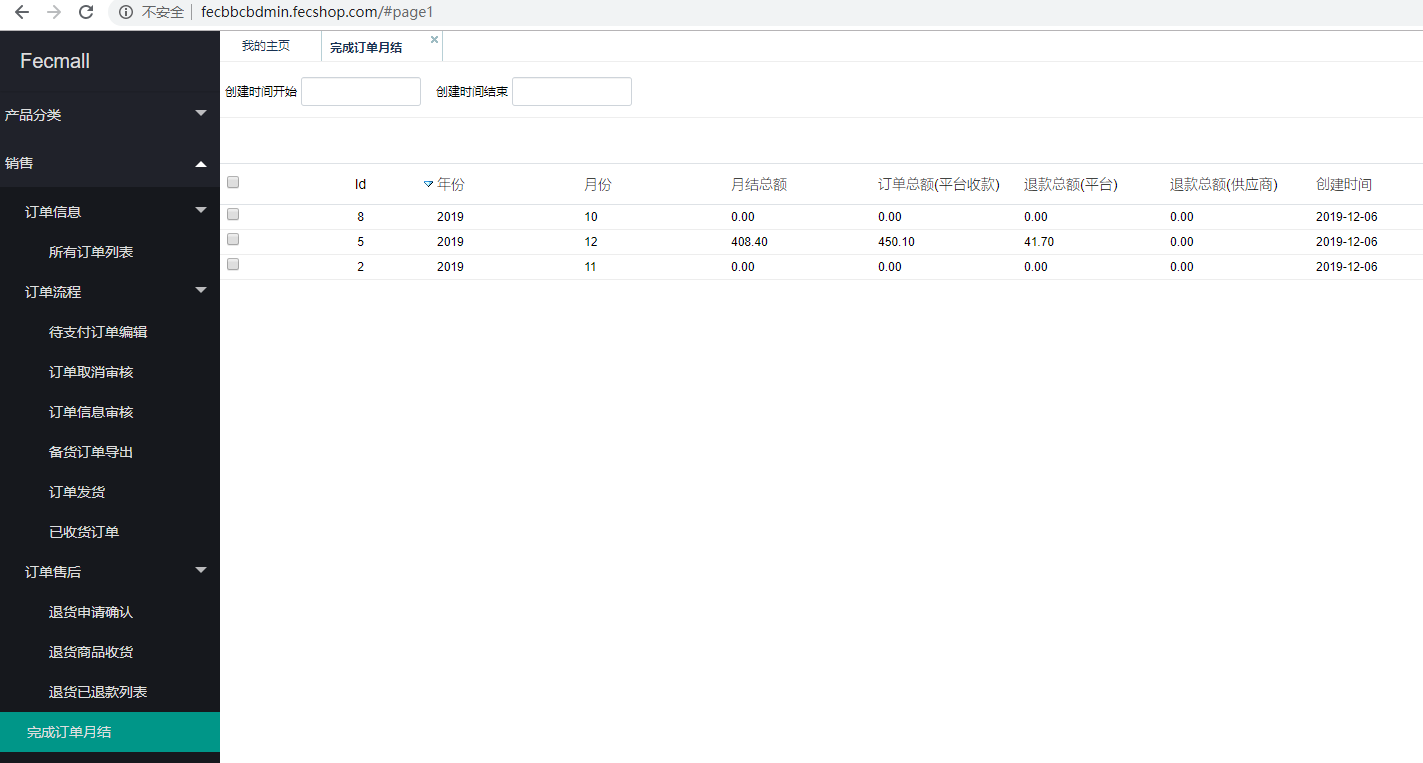 不安全 fecbbcbdmin.fecshop.com/#page1
Fecmall
产品分类
销售
订单信息
所有订单列表
订单流程
待支付订单编辑
订单取消审核
订单信息审核
备货订单导出
订单发货
已收货订单
订单售后
退货申请确认
退货商品收货
退货已退款列表
完成订单月结
我的主页 完成订单月结
创建时间开始 创建时间结束
Id 年份 月份 月结总额 订单总额(平台收款) 退款总额(平台) 退款总额(供应商) 创建时间
8 2019 10 0.00 0.00 0.00 0.00 2019-12-06
5 2019 12 408.40 450.10 41.70 0.00 2019-12-06
2 2019 11 0.00 0.00 0.00 0.00 2019-12-06